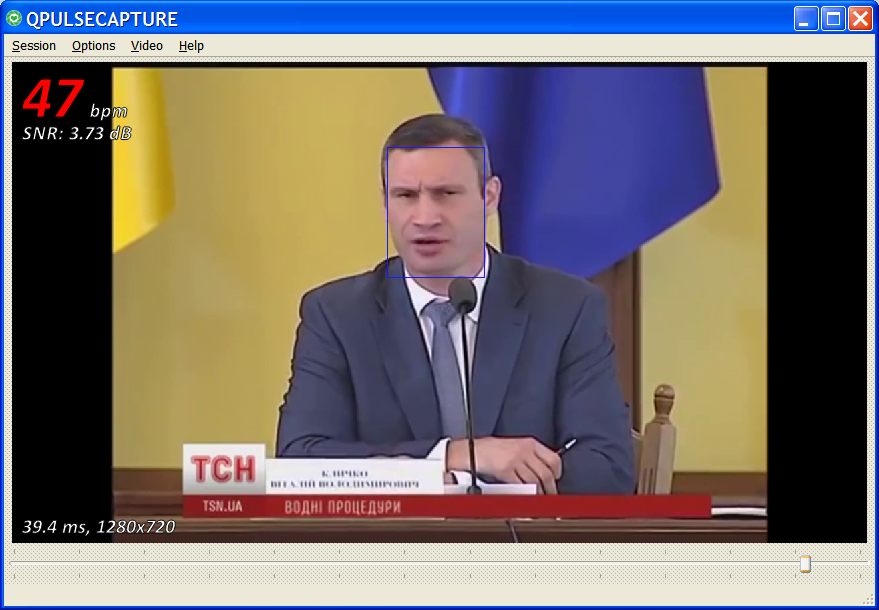 QPULSECAPTURE
Session Options Video Help
47 bpm
SNR: 3.73 dB
ТСН
КЛИЧКО
ВІТАЛІЙ ВОЛОДИМИРОВИЧ
TSN.UA ВОДНІ ПРОЦЕДУРИ
39.4 ms, 1280x720